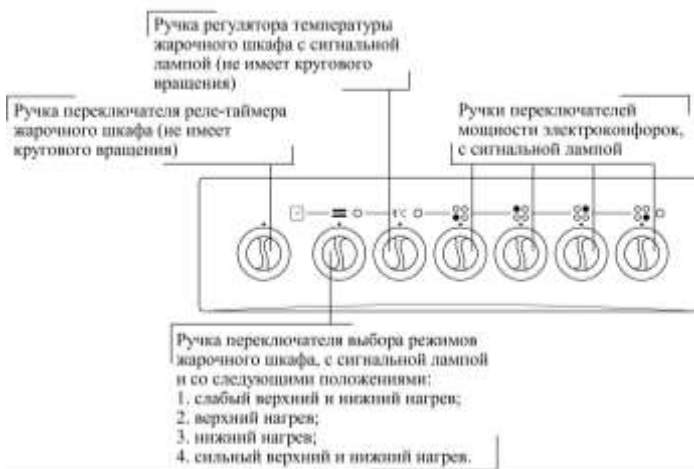 Ручка регулятора температуры
жарочного шкафа с сигнальной
лампой (не имеет кругового
вращения)
Ручка переключателя реле-таймера
жарочного шкафа (не имеет
кругового вращения)
Ручки переключателей
мощности электроконфорок,
с сигнальной лампой
t°C
Ручка переключателя выбора режимов
жарочного шкафа, с сигнальной лампой
и со следующими положениями:
1. слабый верхний и нижний нагрев;
2. верхний нагрев;
3. нижний нагрев;
4. сильный верхний и нижний нагрев.